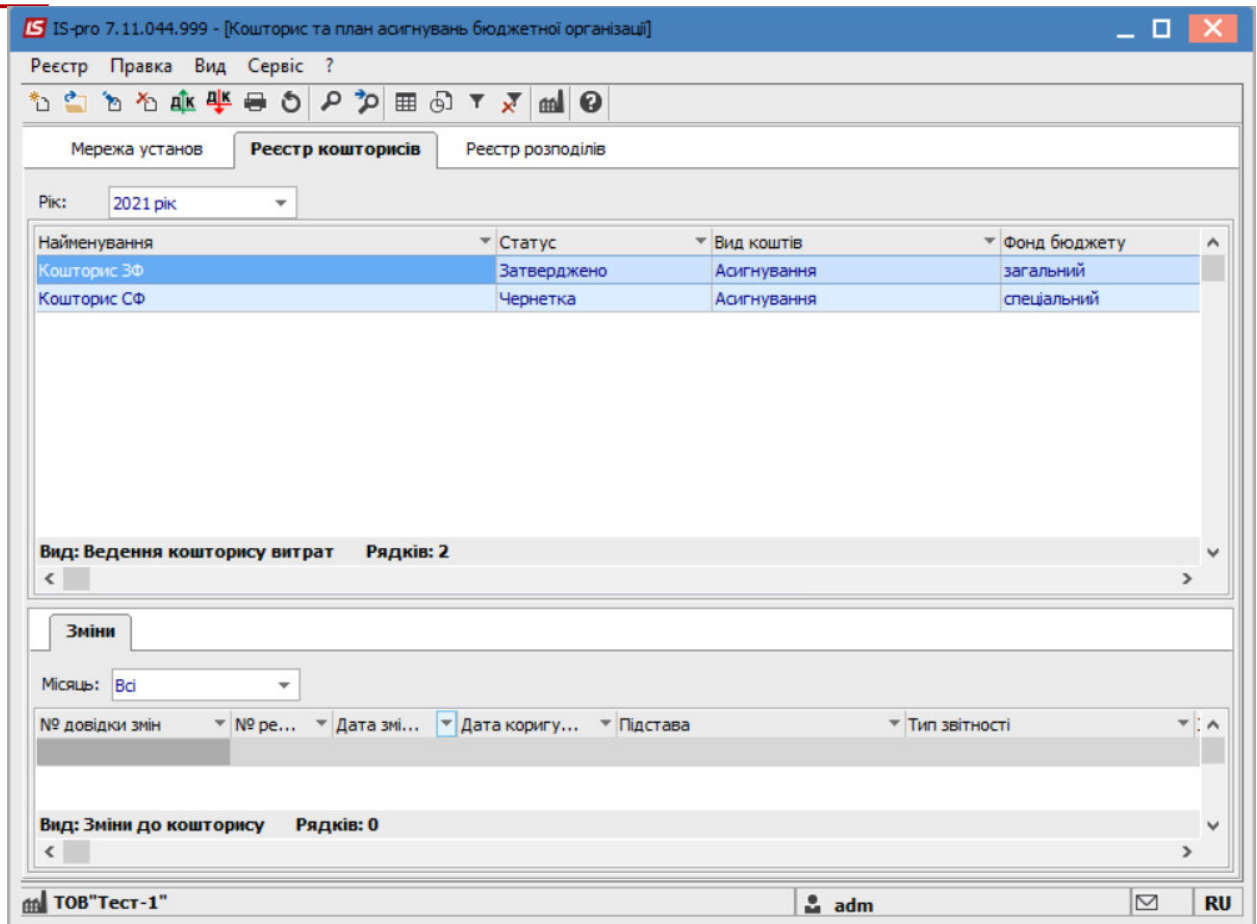 IS-pro 7.11.044.999 - [Кошторис та план асигнувань бюджетної організації]
Реєстр Правка Вид Сервіс ?
Мережа установ Реєстр кошторисів Реєстр розподілів
Рік: 2021 рік
Найменування Статус Вид коштів Фонд бюджету
Кошторис ЗФ Затверджено Асигнування загальний
Кошторис СФ Чернетка Асигнування спеціальний
Вид: Ведення кошторису витрат Рядків: 2
Зміни
Місяць: Всі
№ довідки змін № ре... Дата змі... Дата коригу... Підстава Тип звітності
Вид: Зміни до кошторису Рядків: 0
ТОВ"Тест-1" adm RU